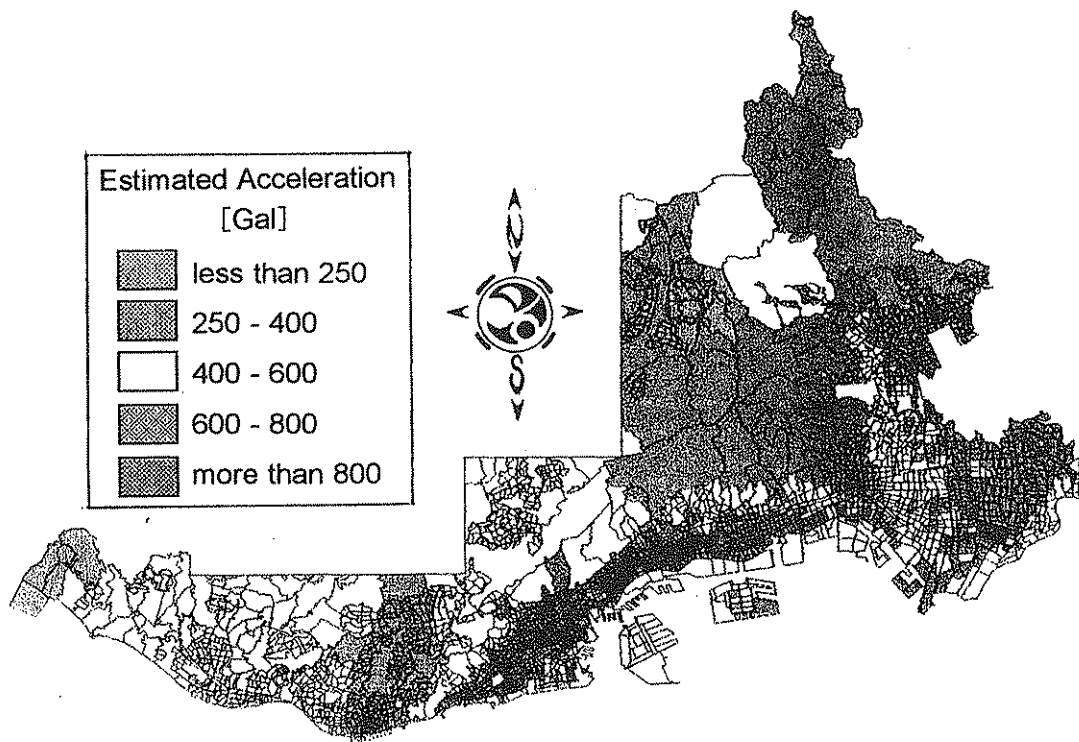 Estimated Acceleration
[Gal]
less than 250
250 - 400
400 - 600
600 - 800
more than 800
N
S